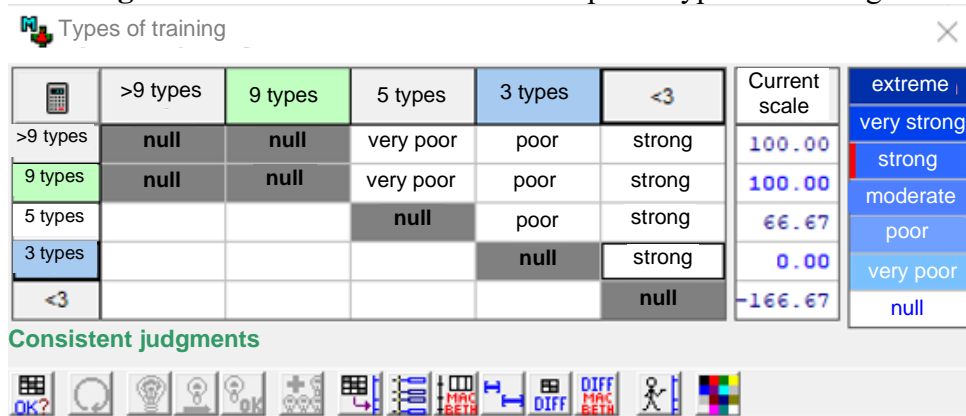 Types of training
>9 types 9 types 5 types 3 types <3 Current scale extreme
>9 types null null very poor poor strong 100.00 very strong
9 types null null very poor poor strong 100.00 strong
5 types null poor strong 66.67 moderate
3 types null strong 0.00 poor
<3 null -166.67 very poor
null
Consistent judgments
OK? OK MAC BETH DIFF DIFF MAC BETH